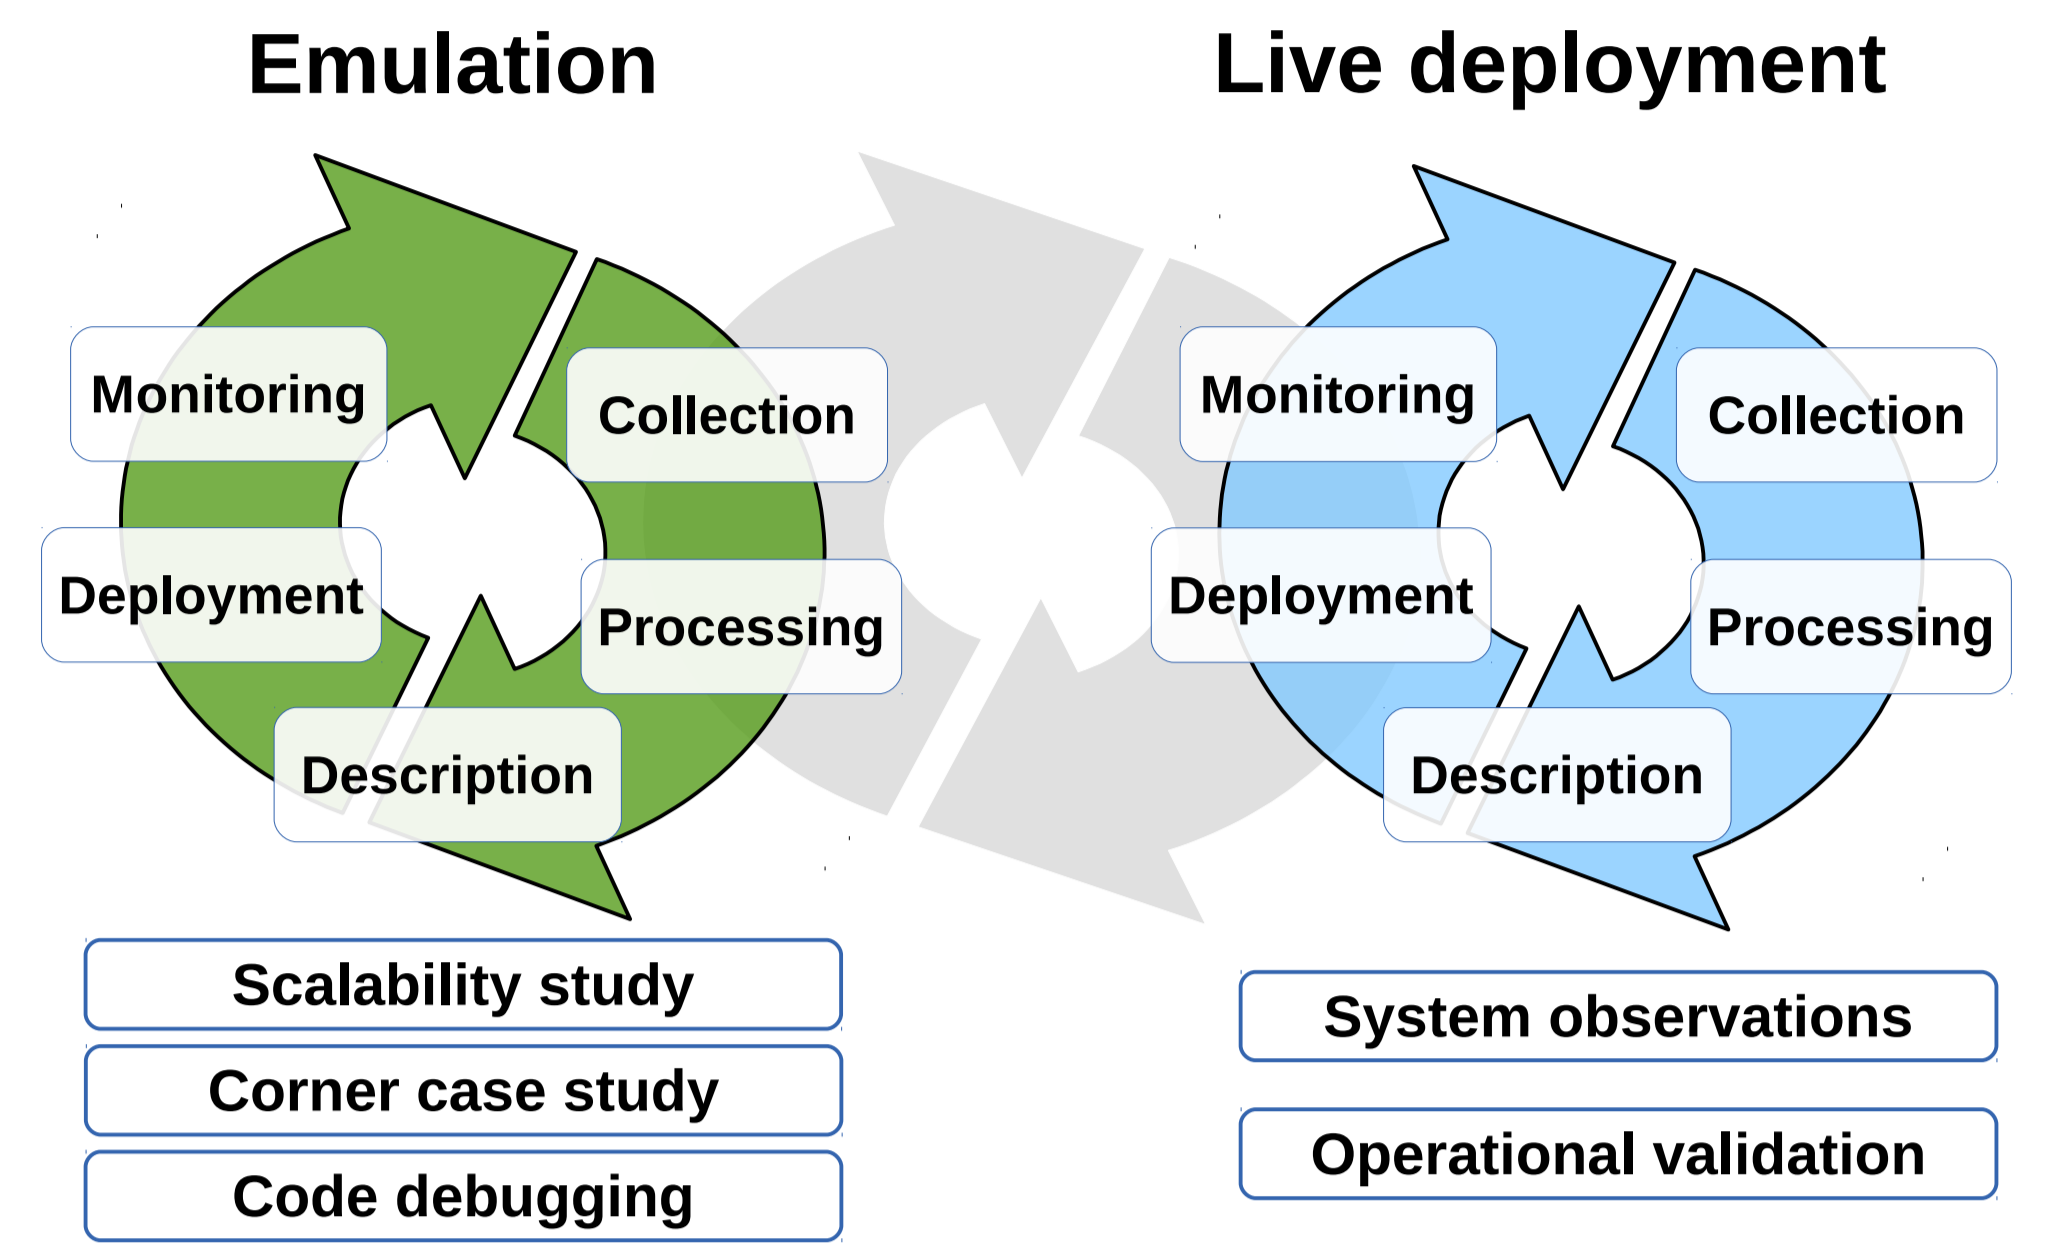 Emulation
Live deployment
Monitoring
Collection
Deployment
Processing
Description
Monitoring
Collection
Deployment
Processing
Description
Scalability study
Corner case study
Code debugging
System observations
Operational validation